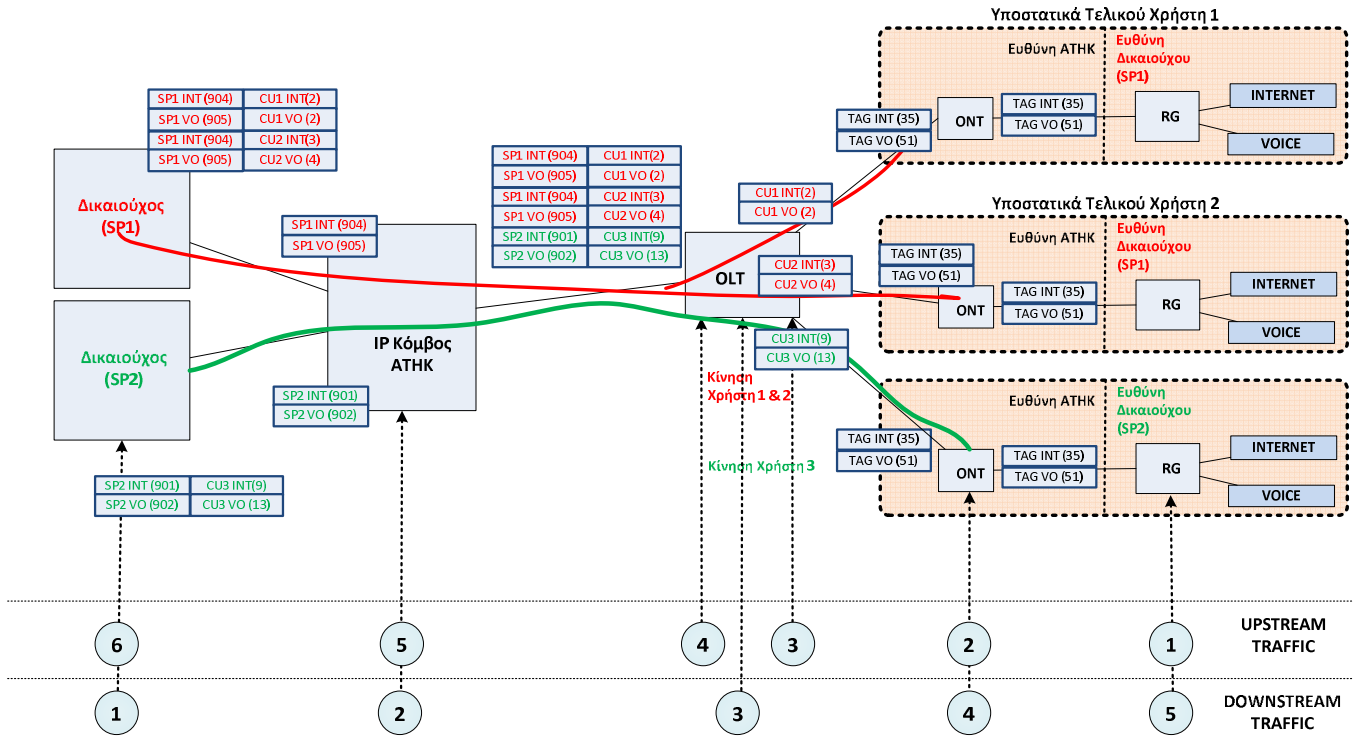 Υποστατικά Τελικού Χρήστη 1
Ευθύνη ΑΤΗΚ
Ευθύνη
Δικαιούχου
(SP1)
TAG INT (35)
TAG VO (51)
ONT
TAG INT (35)
TAG VO (51)
RG
INTERNET
VOICE
SP1 INT (904) CU1 INT(2)
SP1 VO (905) CU1 VO (2)
SP1 INT (904) CU2 INT(3)
SP1 VO (905) CU2 VO (4)
Δικαιούχος
(SP1)
SP1 INT (904)
SP1 VO (905)
SP1 INT (904) CU1 INT(2)
SP1 VO (905) CU1 VO (2)
SP1 INT (904) CU2 INT(3)
SP1 VO (905) CU2 VO (4)
SP2 INT (901) CU3 INT(9)
SP2 VO (902) CU3 VO (13)
CU1 INT(2)
CU1 VO (2)
OLT
CU2 INT(3)
CU2 VO (4)
Υποστατικά Τελικού Χρήστη 2
Ευθύνη ΑΤΗΚ
Ευθύνη
Δικαιούχου
(SP1)
TAG INT (35)
TAG VO (51)
ONT
TAG INT (35)
TAG VO (51)
RG
INTERNET
VOICE
Δικαιούχος
(SP2)
IP Κόμβος
ΑΤΗΚ
SP2 INT (901)
SP2 VO (902)
CU3 INT(9)
CU3 VO (13)
Κίνηση
Χρήστη 1 & 2
Κίνηση Χρήστη 3
Ευθύνη ΑΤΗΚ
Ευθύνη
Δικαιούχου
(SP2)
TAG INT (35)
TAG VO (51)
ONT
TAG INT (35)
TAG VO (51)
RG
INTERNET
VOICE
SP2 INT (901) CU3 INT(9)
SP2 VO (902) CU3 VO (13)
6 5 4 3 2 1
UPSTREAM
TRAFFIC
1 2 3 4 5
DOWNSTREAM
TRAFFIC